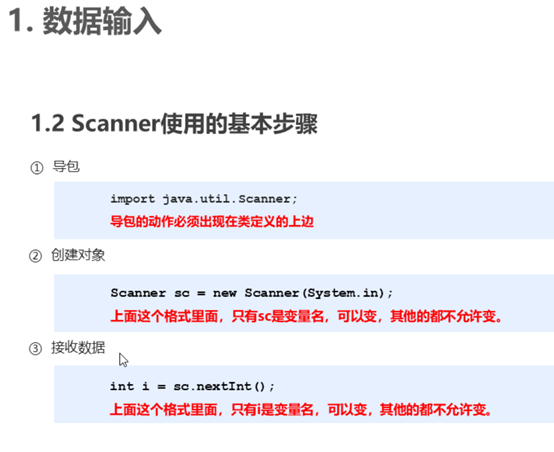 1. 数据输入
1.2 Scanner使用的基本步骤
① 导包
import java.util.Scanner;
导包的动作必须出现在类定义的上边
② 创建对象
Scanner sc = new Scanner(System.in);
上面这个格式里面，只有sc是变量名，可以变，其他的都不允许变。
③ 接收数据
int i = sc.nextInt();
上面这个格式里面，只有i是变量名，可以变，其他的都不允许变。